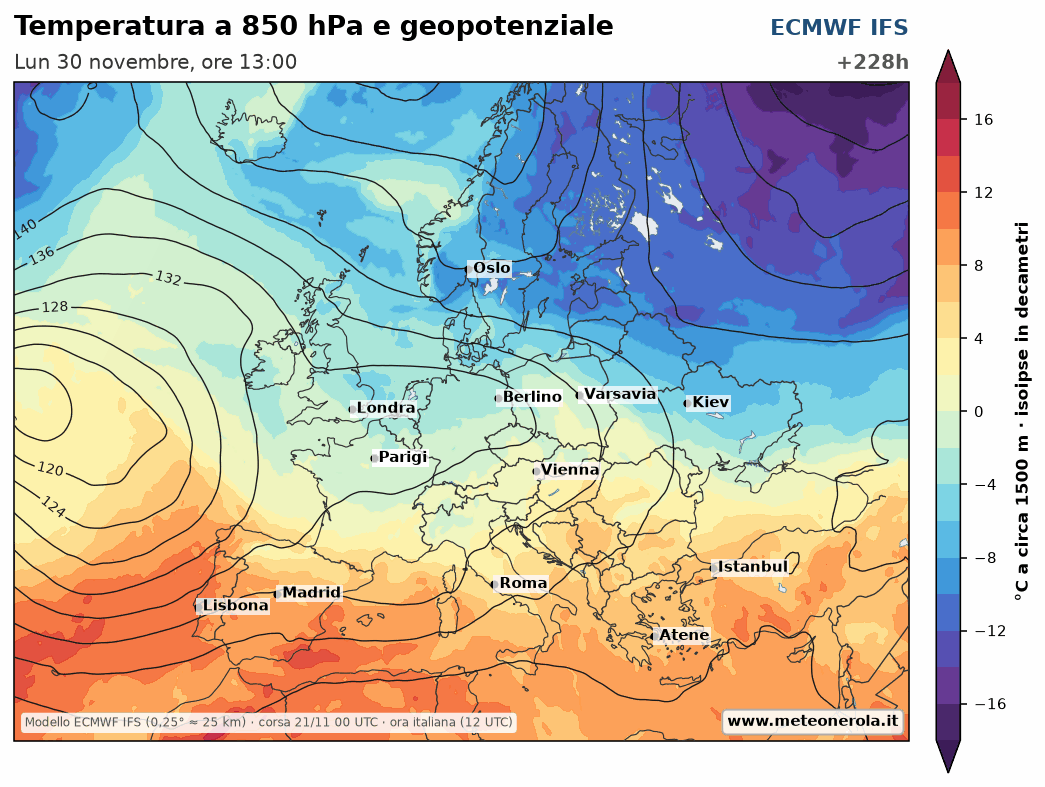 Temperatura a 850 hPa e geopotenziale
ECMWF IFS
Lun 30 novembre, ore 13:00
+228h
0
140
136
132
128
120
124
Oslo
Londra
Berlino
Varsavia
Kiev
Parigi
Vienna
Roma
Istanbul
Madrid
Lisbona
Atene
Modello ECMWF IFS (0,25° ≈ 25 km) · corsa 21/11 00 UTC · ora italiana (12 UTC)
www.meteonerola.it
16
12
8
4
0
−4
−8
−12
−16
°C a circa 1500 m · isoipse in decametri